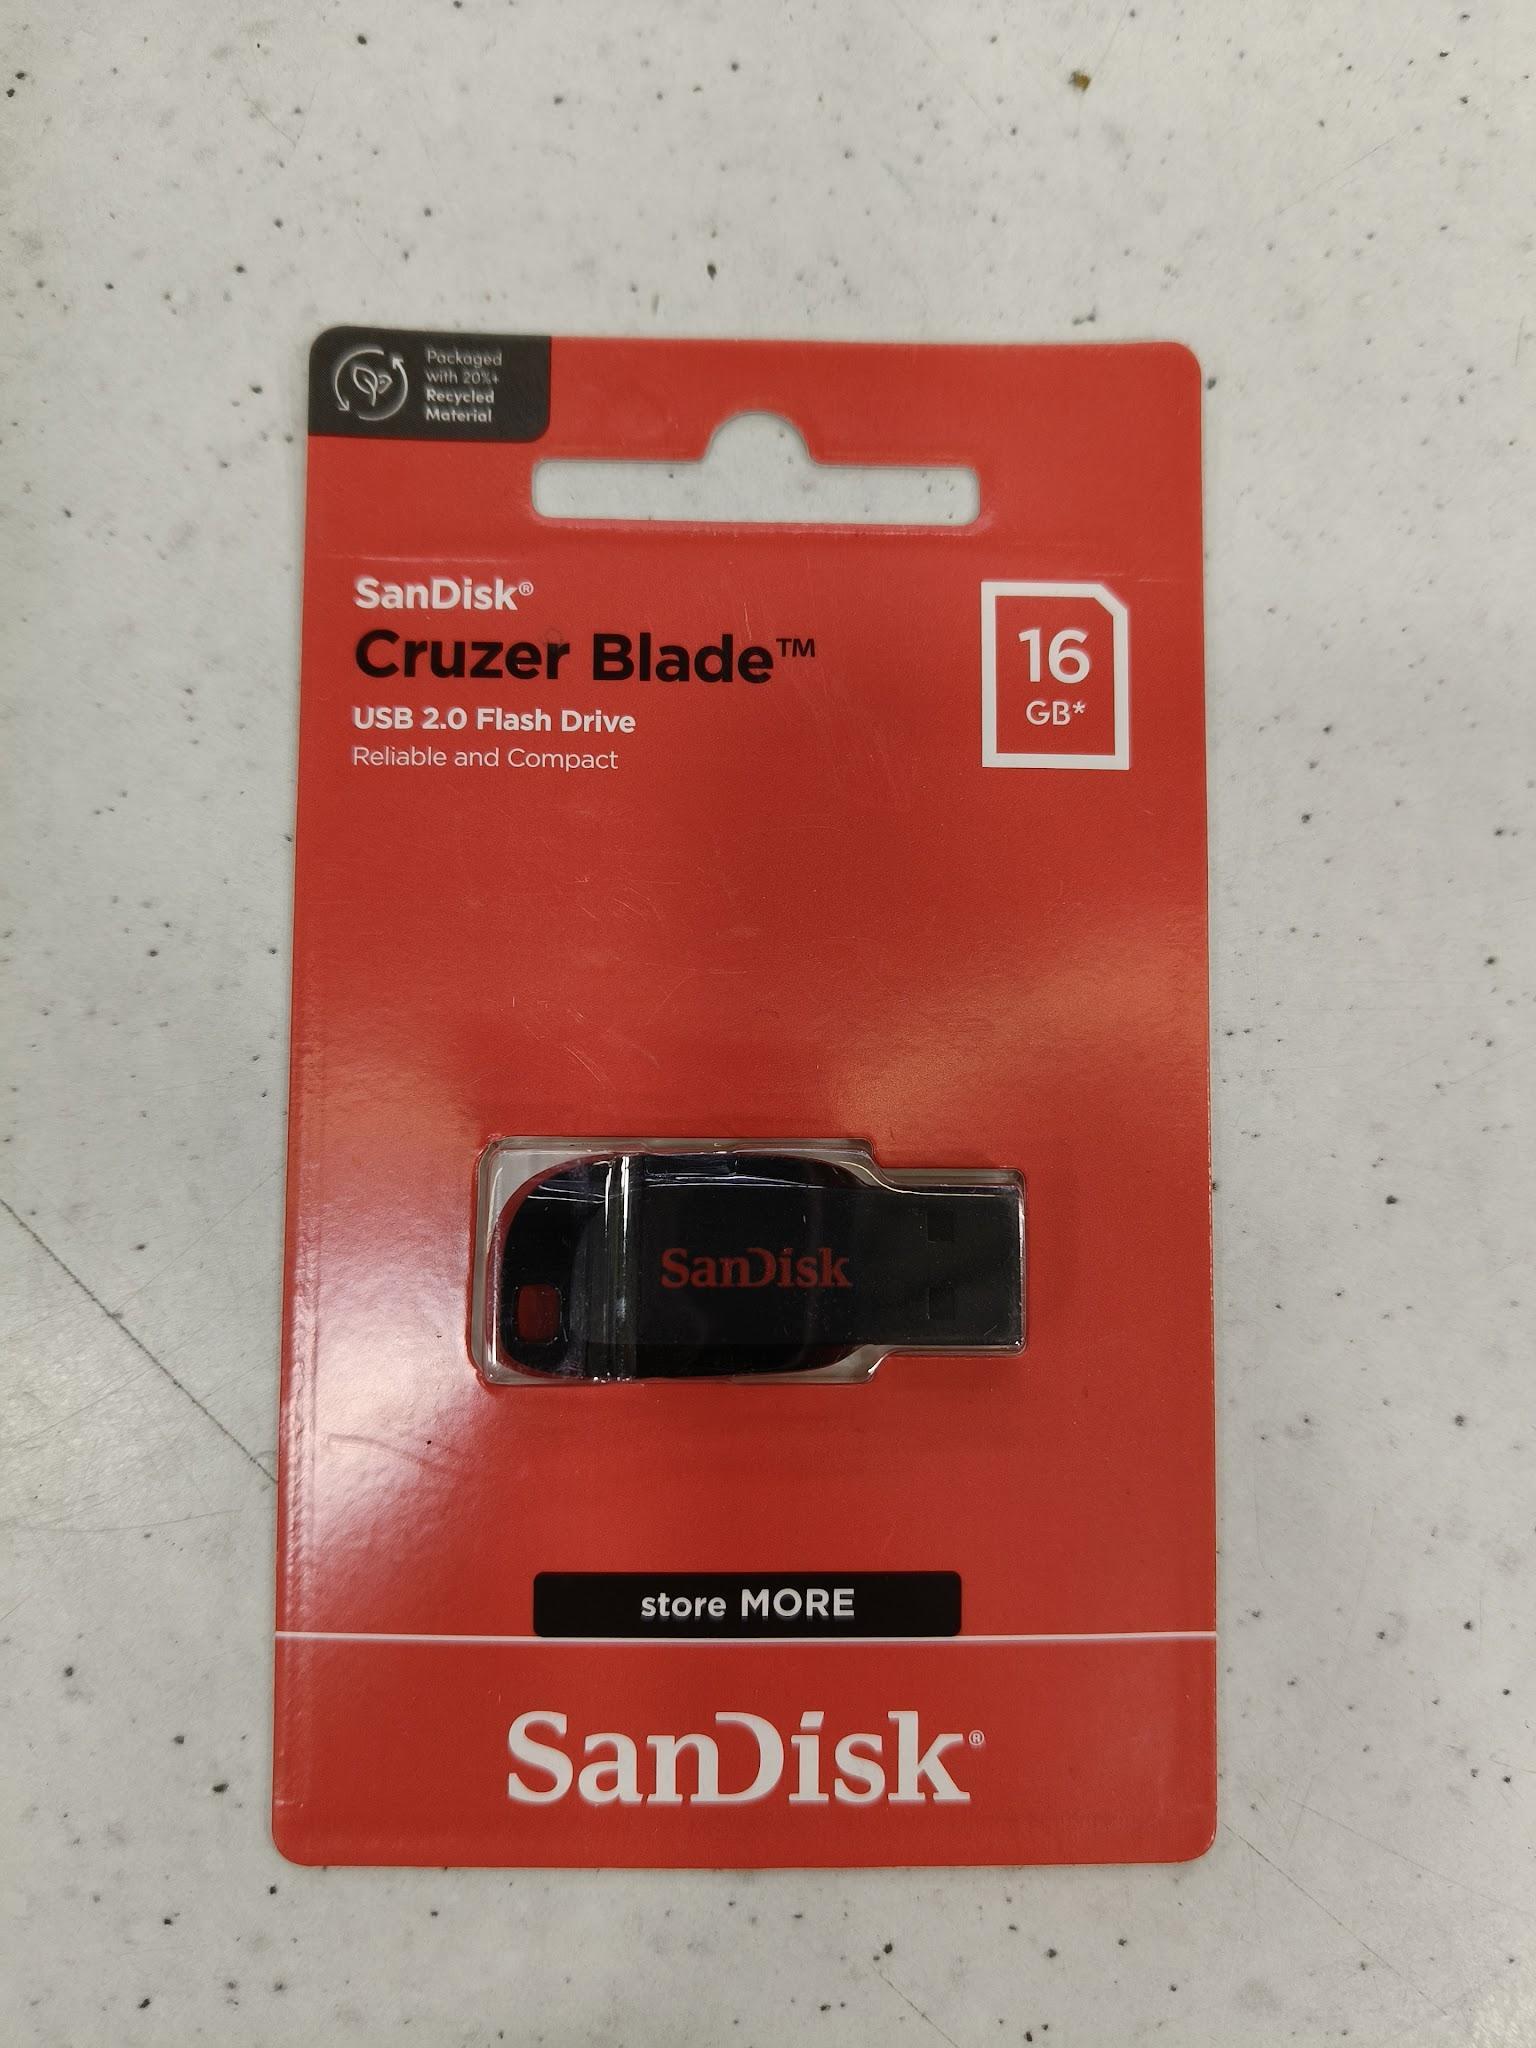 Packaged
with 20%+
Recycled
Material
SanDisk®
Cruzer Blade™
USB 2.0 Flash Drive
Reliable and Compact
16
GB*
SanDisk
store MORE
SanDisk®